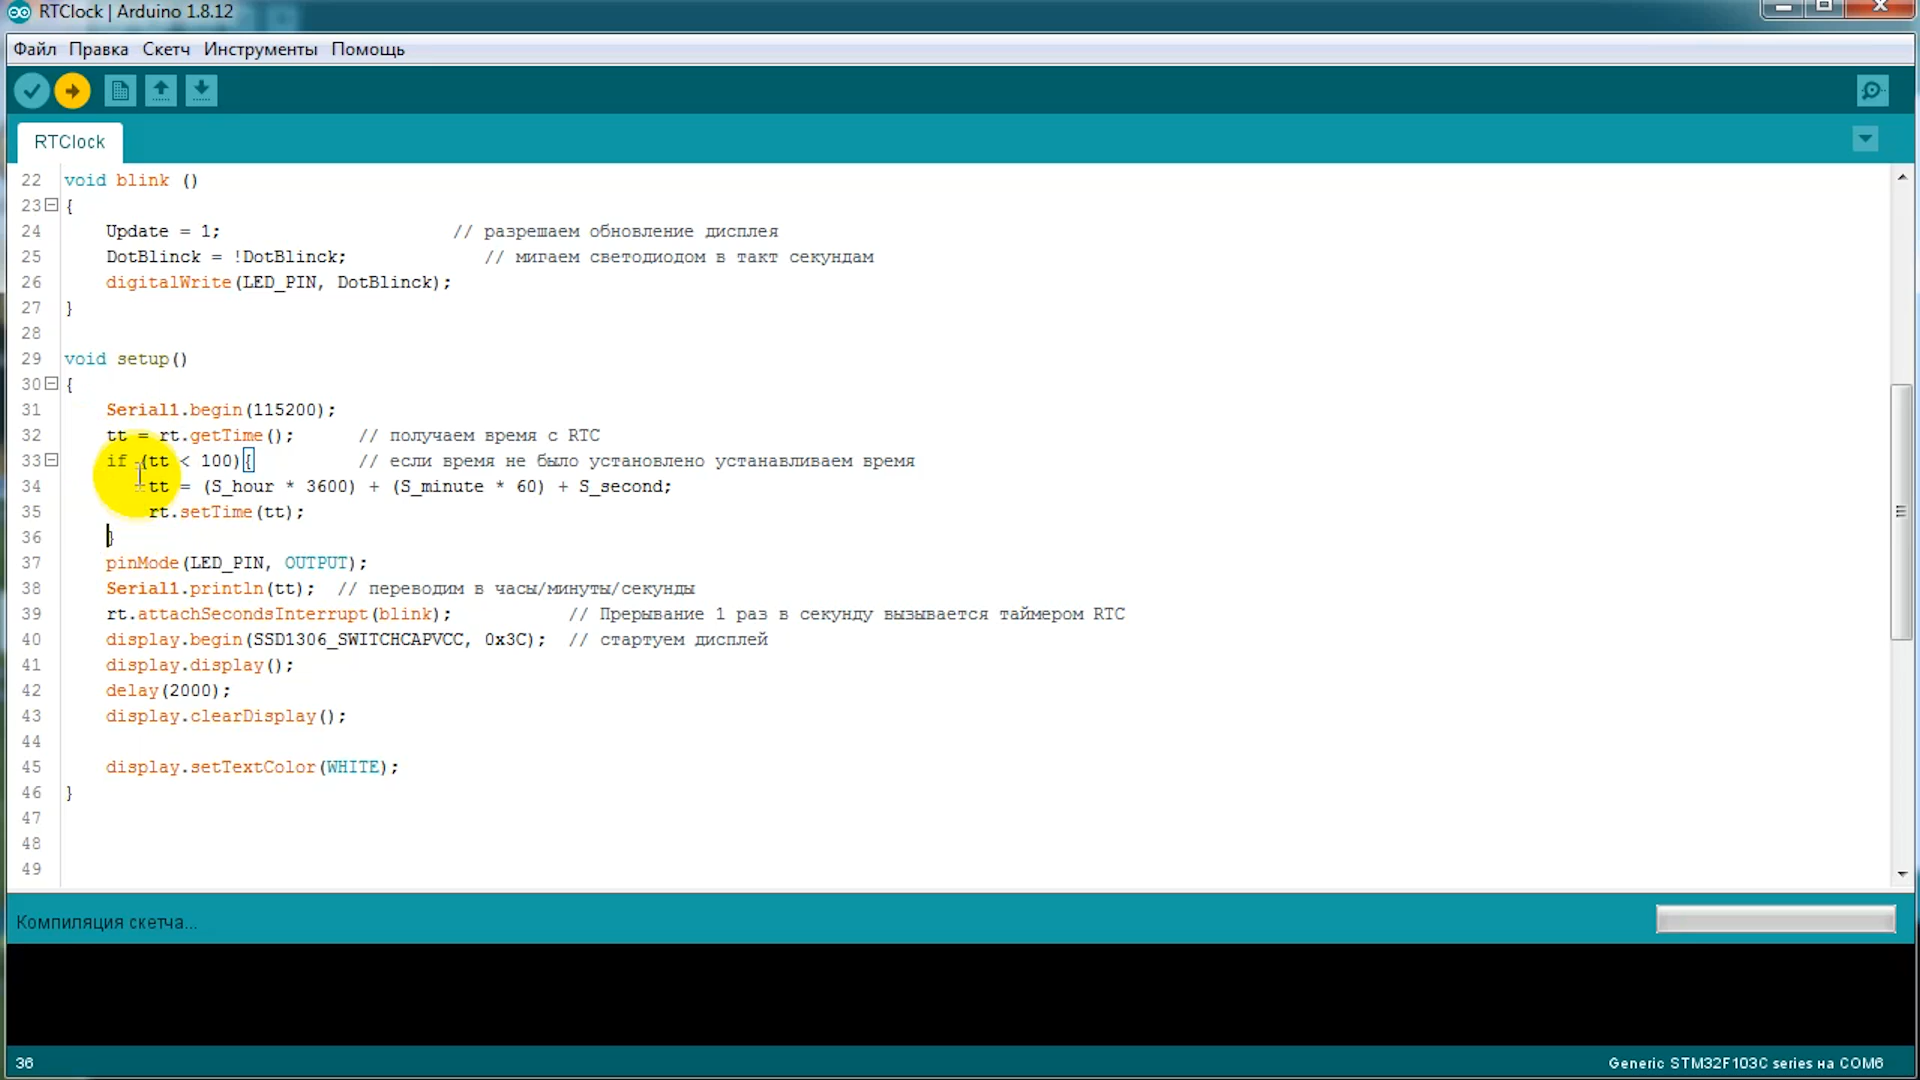 RTClock | Arduino 1.8.12
Файл Правка Скетч Инструменты Помощь
RTClock
22 void blink ()
23 {
24 Update = 1; // разрешаем обновление дисплея
25 DotBlinck = !DotBlinck; // мигаем светодиодом в такт секундам
26 digitalWrite(LED_PIN, DotBlinck);
27 }
28
29 void setup()
30 {
31 Serial1.begin(115200);
32 tt = rt.getTime(); // получаем время с RTC
33 if (tt < 100){ // если время не было установлено устанавливаем время
34 tt = (S_hour * 3600) + (S_minute * 60) + S_second;
35 rt.setTime(tt);
36 }
37 pinMode(LED_PIN, OUTPUT);
38 Serial1.println(tt); // переводим в часы/минуты/секунды
39 rt.attachSecondsInterrupt(blink); // Прерывание 1 раз в секунду вызывается таймером RTC
40 display.begin(SSD1306_SWITCHCAPVCC, 0x3C); // стартуем дисплей
41 display.display();
42 delay(2000);
43 display.clearDisplay();
44
45 display.setTextColor(WHITE);
46 }
47
48
49
Компиляция скетча...
36 Generic STM32F103C series на COM6